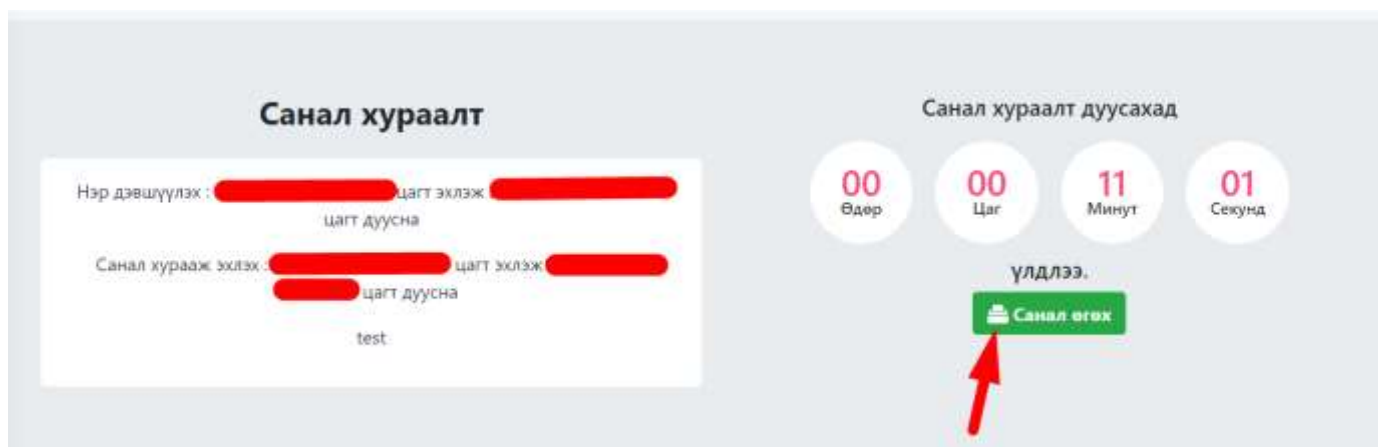 Санал хураалт
Нэр дэвшүүлэх : цагт эхлэж
цагт дуусна
Санал хурааж эхлэх : цагт эхлэж
цагт дуусна
test
Санал хураалт дуусахад
00 00 11 01
Өдөр Цаг Минут Секунд
үлдлээ.
Санал өгөх